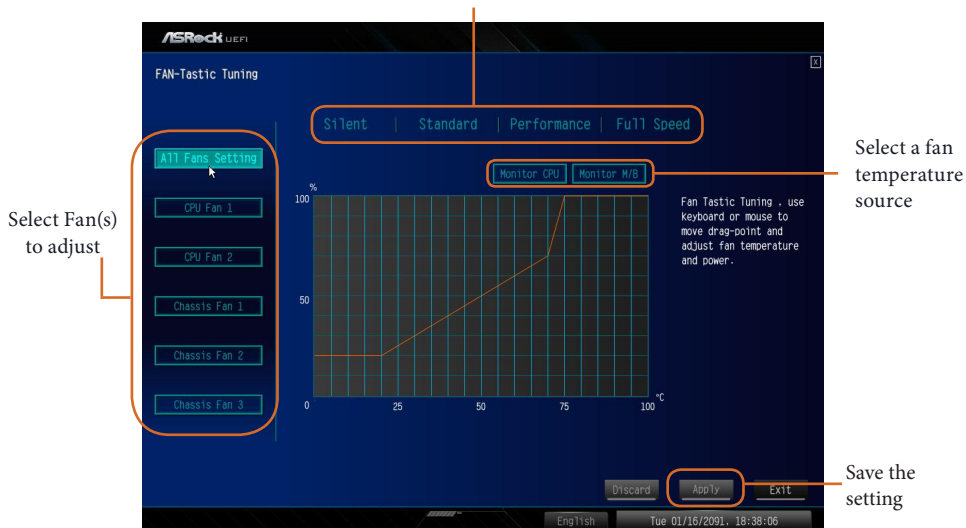 ASRock UEFI
FAN-Tastic Tuning
X
Silent | Standard | Performance | Full Speed
Select a fan
temperature
source
Monitor CPU
Monitor M/B
Select Fan(s)
to adjust
All Fans Setting
CPU Fan 1
CPU Fan 2
Chassis Fan 1
Chassis Fan 2
Chassis Fan 3
%
100
50
0
25
50
75
100
°C
Fan Tastic Tuning . use
keyboard or mouse to
move drag-point and
adjust fan temperature
and power.
Discard
Apply
Exit
Save the
setting
English
Tue 01/16/2091. 18:38:06